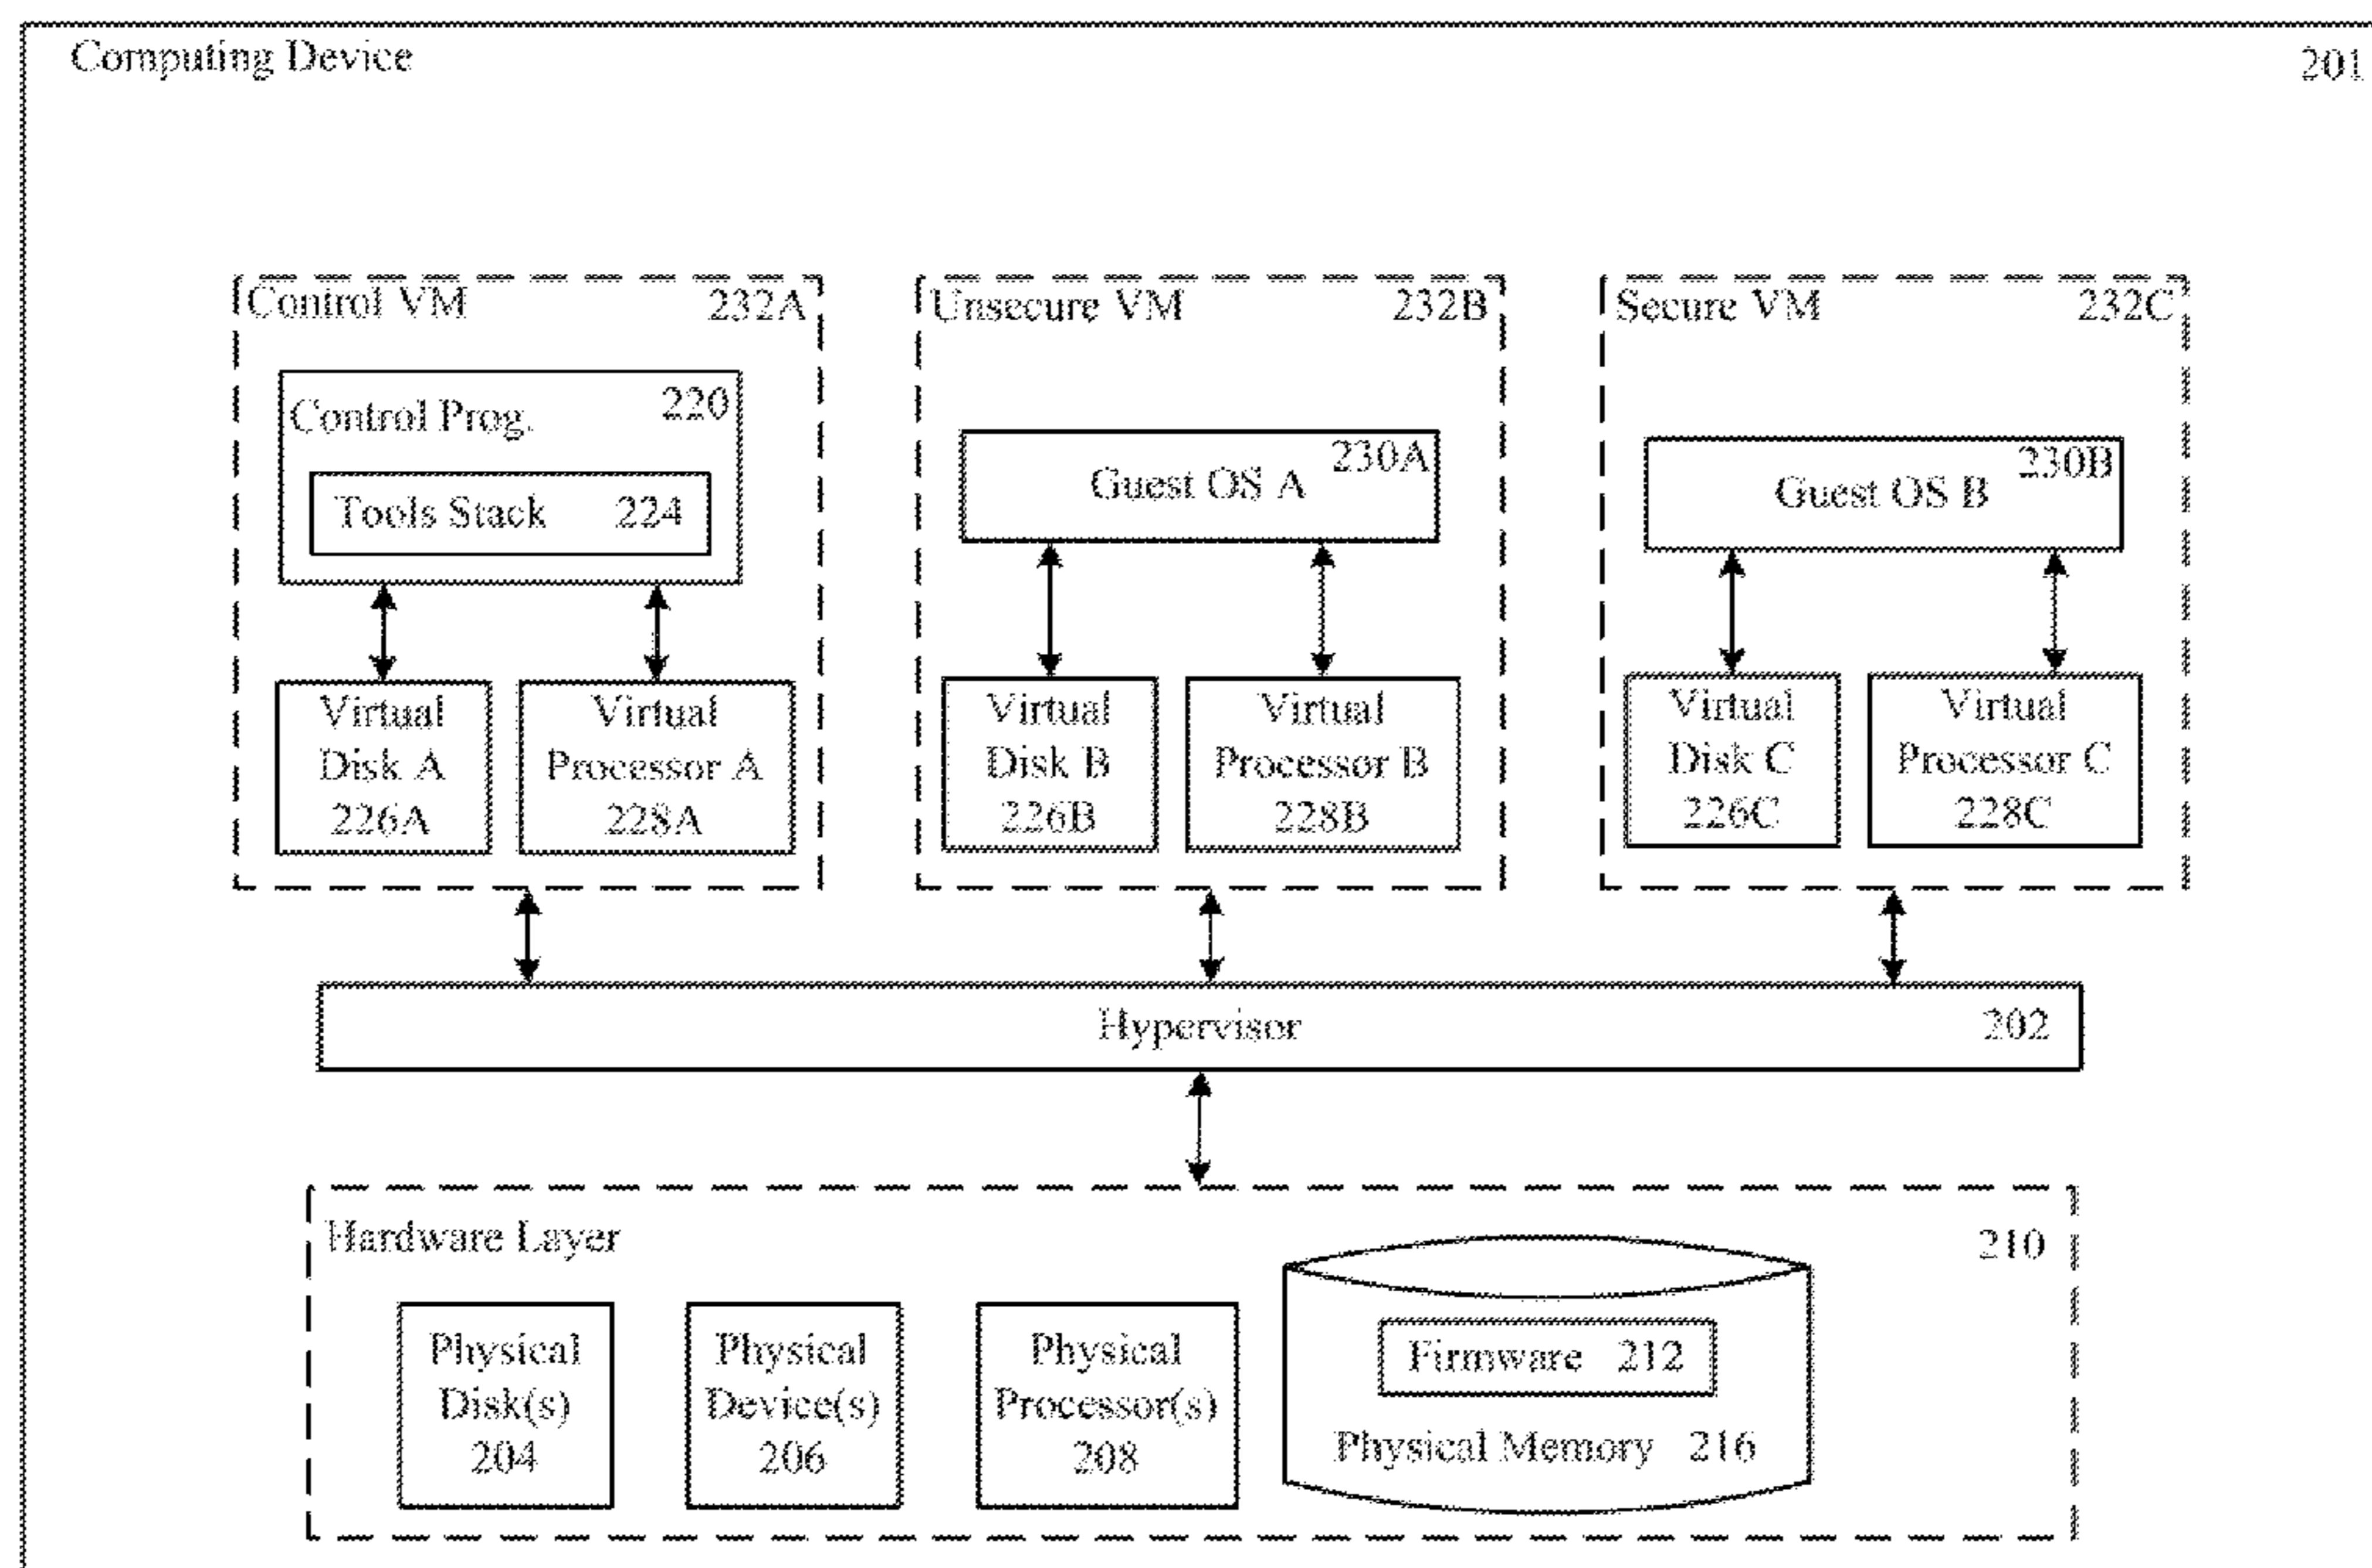 Computing Device 201
Control VM 232A
Control Prog. 220
Tools Stack 224
Virtual
Disk A
226A
Virtual
Processor A
228A
Unsecure VM 232B
Guest OS A 230A
Virtual
Disk B
226B
Virtual
Processor B
228B
Secure VM 232C
Guest OS B 230B
Virtual
Disk C
226C
Virtual
Processor C
228C
Hypervisor 202
Hardware Layer 210
Physical
Disk(s)
204
Physical
Device(s)
206
Physical
Processor(s)
208
Firmware 212
Physical Memory 216